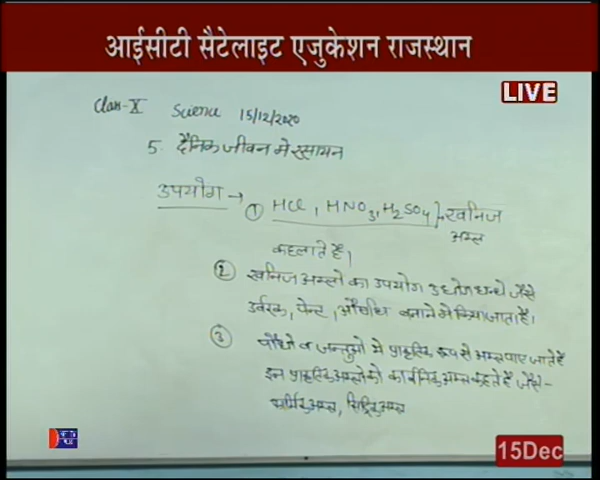 आईसीटी सैटेलाइट एजुकेशन राजस्थान
LIVE
Class-X Science 15/12/2020
5. दैनिक जीवन मे रसायन
उपयोग → ① HCl, HNO3, H2SO4} → खनिज अम्ल
कहलाते है।
② खनिज अम्लो का उपयोग उद्योग धन्धे जैसे
उर्वरक, पेन्ट, औषधि बनाने मे किया जाता है।
③ पौधो व जन्तुओ मे प्राकृतिक रूप से अम्ल पाए जाते है
इन प्राकृतिक अम्लो को कार्बनिक अम्ल कहते है जैसे-
फार्मिक अम्ल, सिट्रिक अम्ल
15Dec